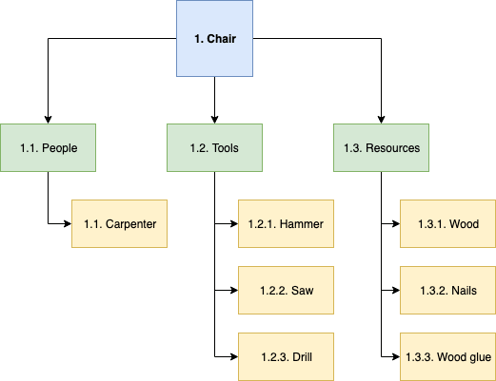 1. Chair
1.1. People
1.2. Tools
1.3. Resources
1.1. Carpenter
1.2.1. Hammer
1.3.1. Wood
1.2.2. Saw
1.3.2. Nails
1.2.3. Drill
1.3.3. Wood glue